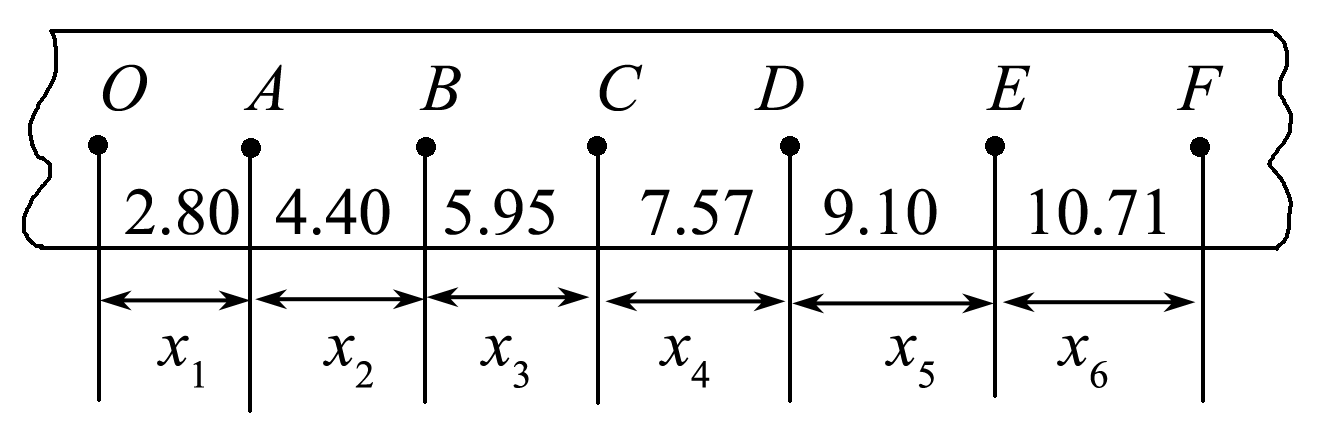 O A B C D E F
2.80 4.40 5.95 7.57 9.10 10.71
x₁ x₂ x₃ x₄ x₅ x₆